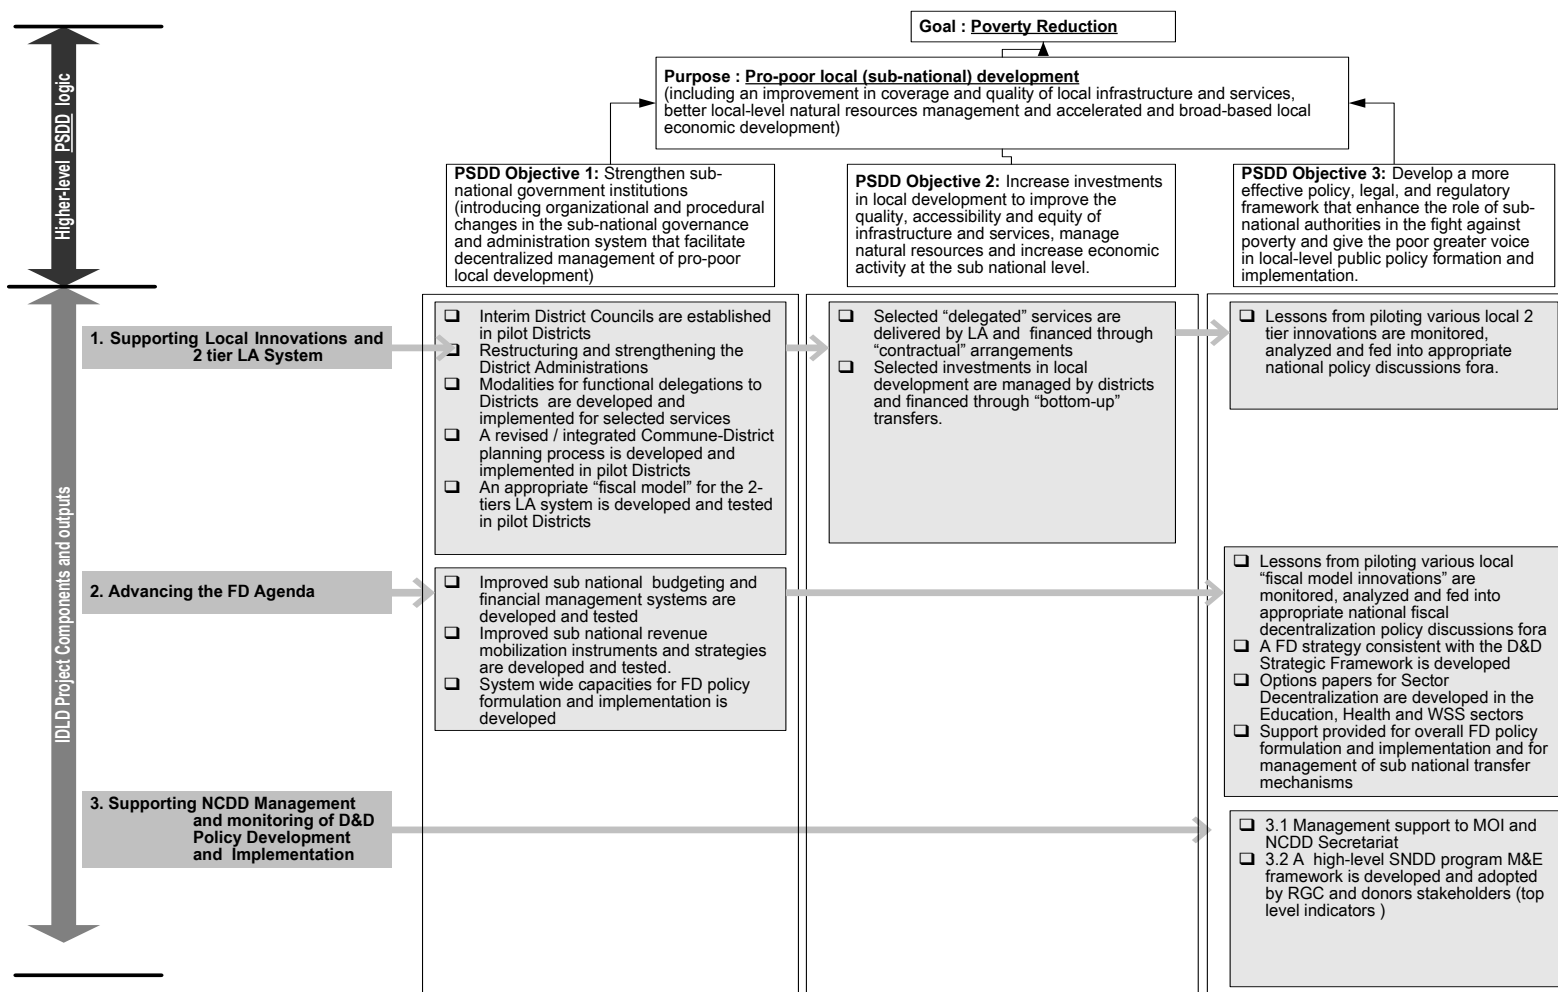 Goal : Poverty Reduction
Purpose : Pro-poor local (sub-national) development
(including an improvement in coverage and quality of local infrastructure and services,
better local-level natural resources management and accelerated and broad-based local
economic development)
Higher-level PSDD logic
PSDD Objective 1: Strengthen sub-
national government institutions
(introducing organizational and procedural
changes in the sub-national governance
and administration system that facilitate
decentralized management of pro-poor
local development)
PSDD Objective 2: Increase investments
in local development to improve the
quality, accessibility and equity of
infrastructure and services, manage
natural resources and increase economic
activity at the sub national level.
PSDD Objective 3: Develop a more
effective policy, legal, and regulatory
framework that enhance the role of sub-
national authorities in the fight against
poverty and give the poor greater voice
in local-level public policy formation and
implementation.
IDLD Project Components and outputs
1. Supporting Local Innovations and
2 tier LA System
❑ Interim District Councils are established
in pilot Districts
❑ Restructuring and strengthening the
District Administrations
❑ Modalities for functional delegations to
Districts are developed and
implemented for selected services
❑ A revised / integrated Commune-District
planning process is developed and
implemented in pilot Districts
❑ An appropriate “fiscal model” for the 2-
tiers LA system is developed and tested
in pilot Districts
❑ Selected “delegated” services are
delivered by LA and financed through
“contractual” arrangements
❑ Selected investments in local
development are managed by districts
and financed through “bottom-up”
transfers.
❑ Lessons from piloting various local 2
tier innovations are monitored,
analyzed and fed into appropriate
national policy discussions fora.
2. Advancing the FD Agenda
❑ Improved sub national budgeting and
financial management systems are
developed and tested
❑ Improved sub national revenue
mobilization instruments and strategies
are developed and tested.
❑ System wide capacities for FD policy
formulation and implementation is
developed
❑ Lessons from piloting various local
“fiscal model innovations” are
monitored, analyzed and fed into
appropriate national fiscal
decentralization policy discussions fora
❑ A FD strategy consistent with the D&D
Strategic Framework is developed
❑ Options papers for Sector
Decentralization are developed in the
Education, Health and WSS sectors
❑ Support provided for overall FD policy
formulation and implementation and for
management of sub national transfer
mechanisms
3. Supporting NCDD Management
and monitoring of D&D
Policy Development
and Implementation
❑ 3.1 Management support to MOI and
NCDD Secretariat
❑ 3.2 A high-level SNDD program M&E
framework is developed and adopted
by RGC and donors stakeholders (top
level indicators )